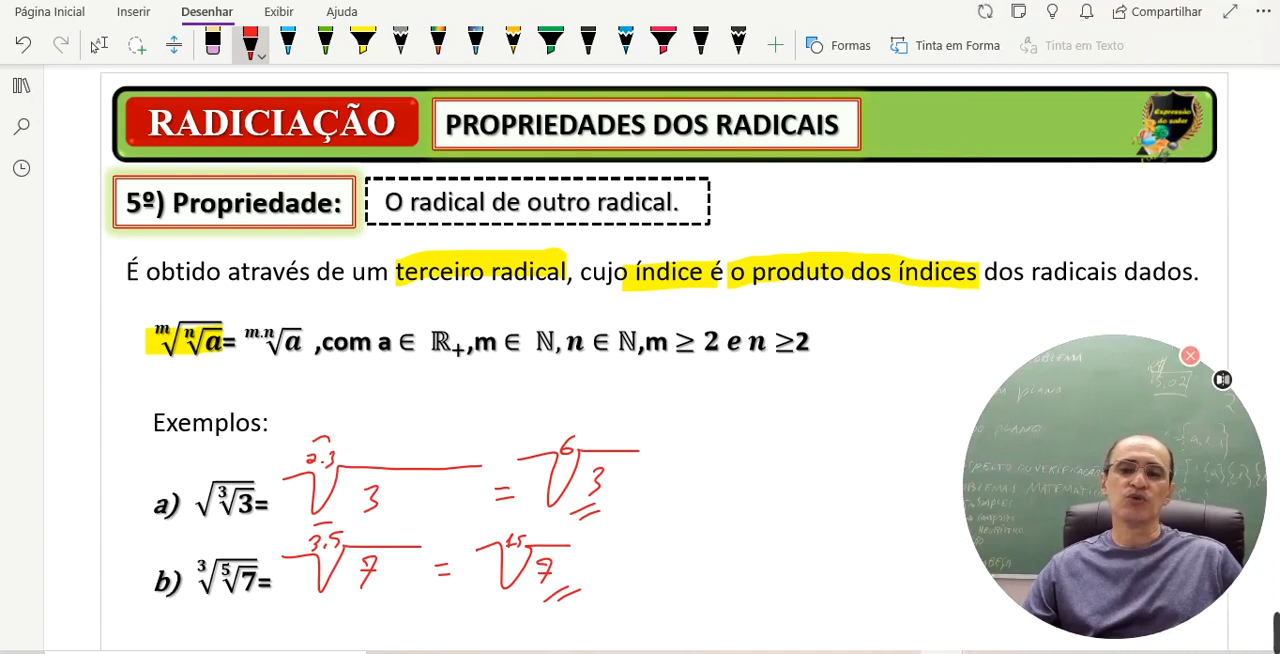 Página Inicial Inserir Desenhar Exibir Ajuda Compartilhar
Formas Tinta em Forma Tinta em Texto
RADICIAÇÃO PROPRIEDADES DOS RADICAIS Expressão do saber
5º) Propriedade: O radical de outro radical.
É obtido através de um terceiro radical, cujo índice é o produto dos índices dos radicais dados.
ᵐ√ⁿ√a = ᵐ·ⁿ√a ,com a ∈ ℝ₊,m ∈ ℕ, n ∈ ℕ,m ≥ 2 e n ≥2
Exemplos:
a) √³√3= ²·³√3 = ⁶√3
b) ³√⁵√7= ³·⁵√7 = ¹⁵√7